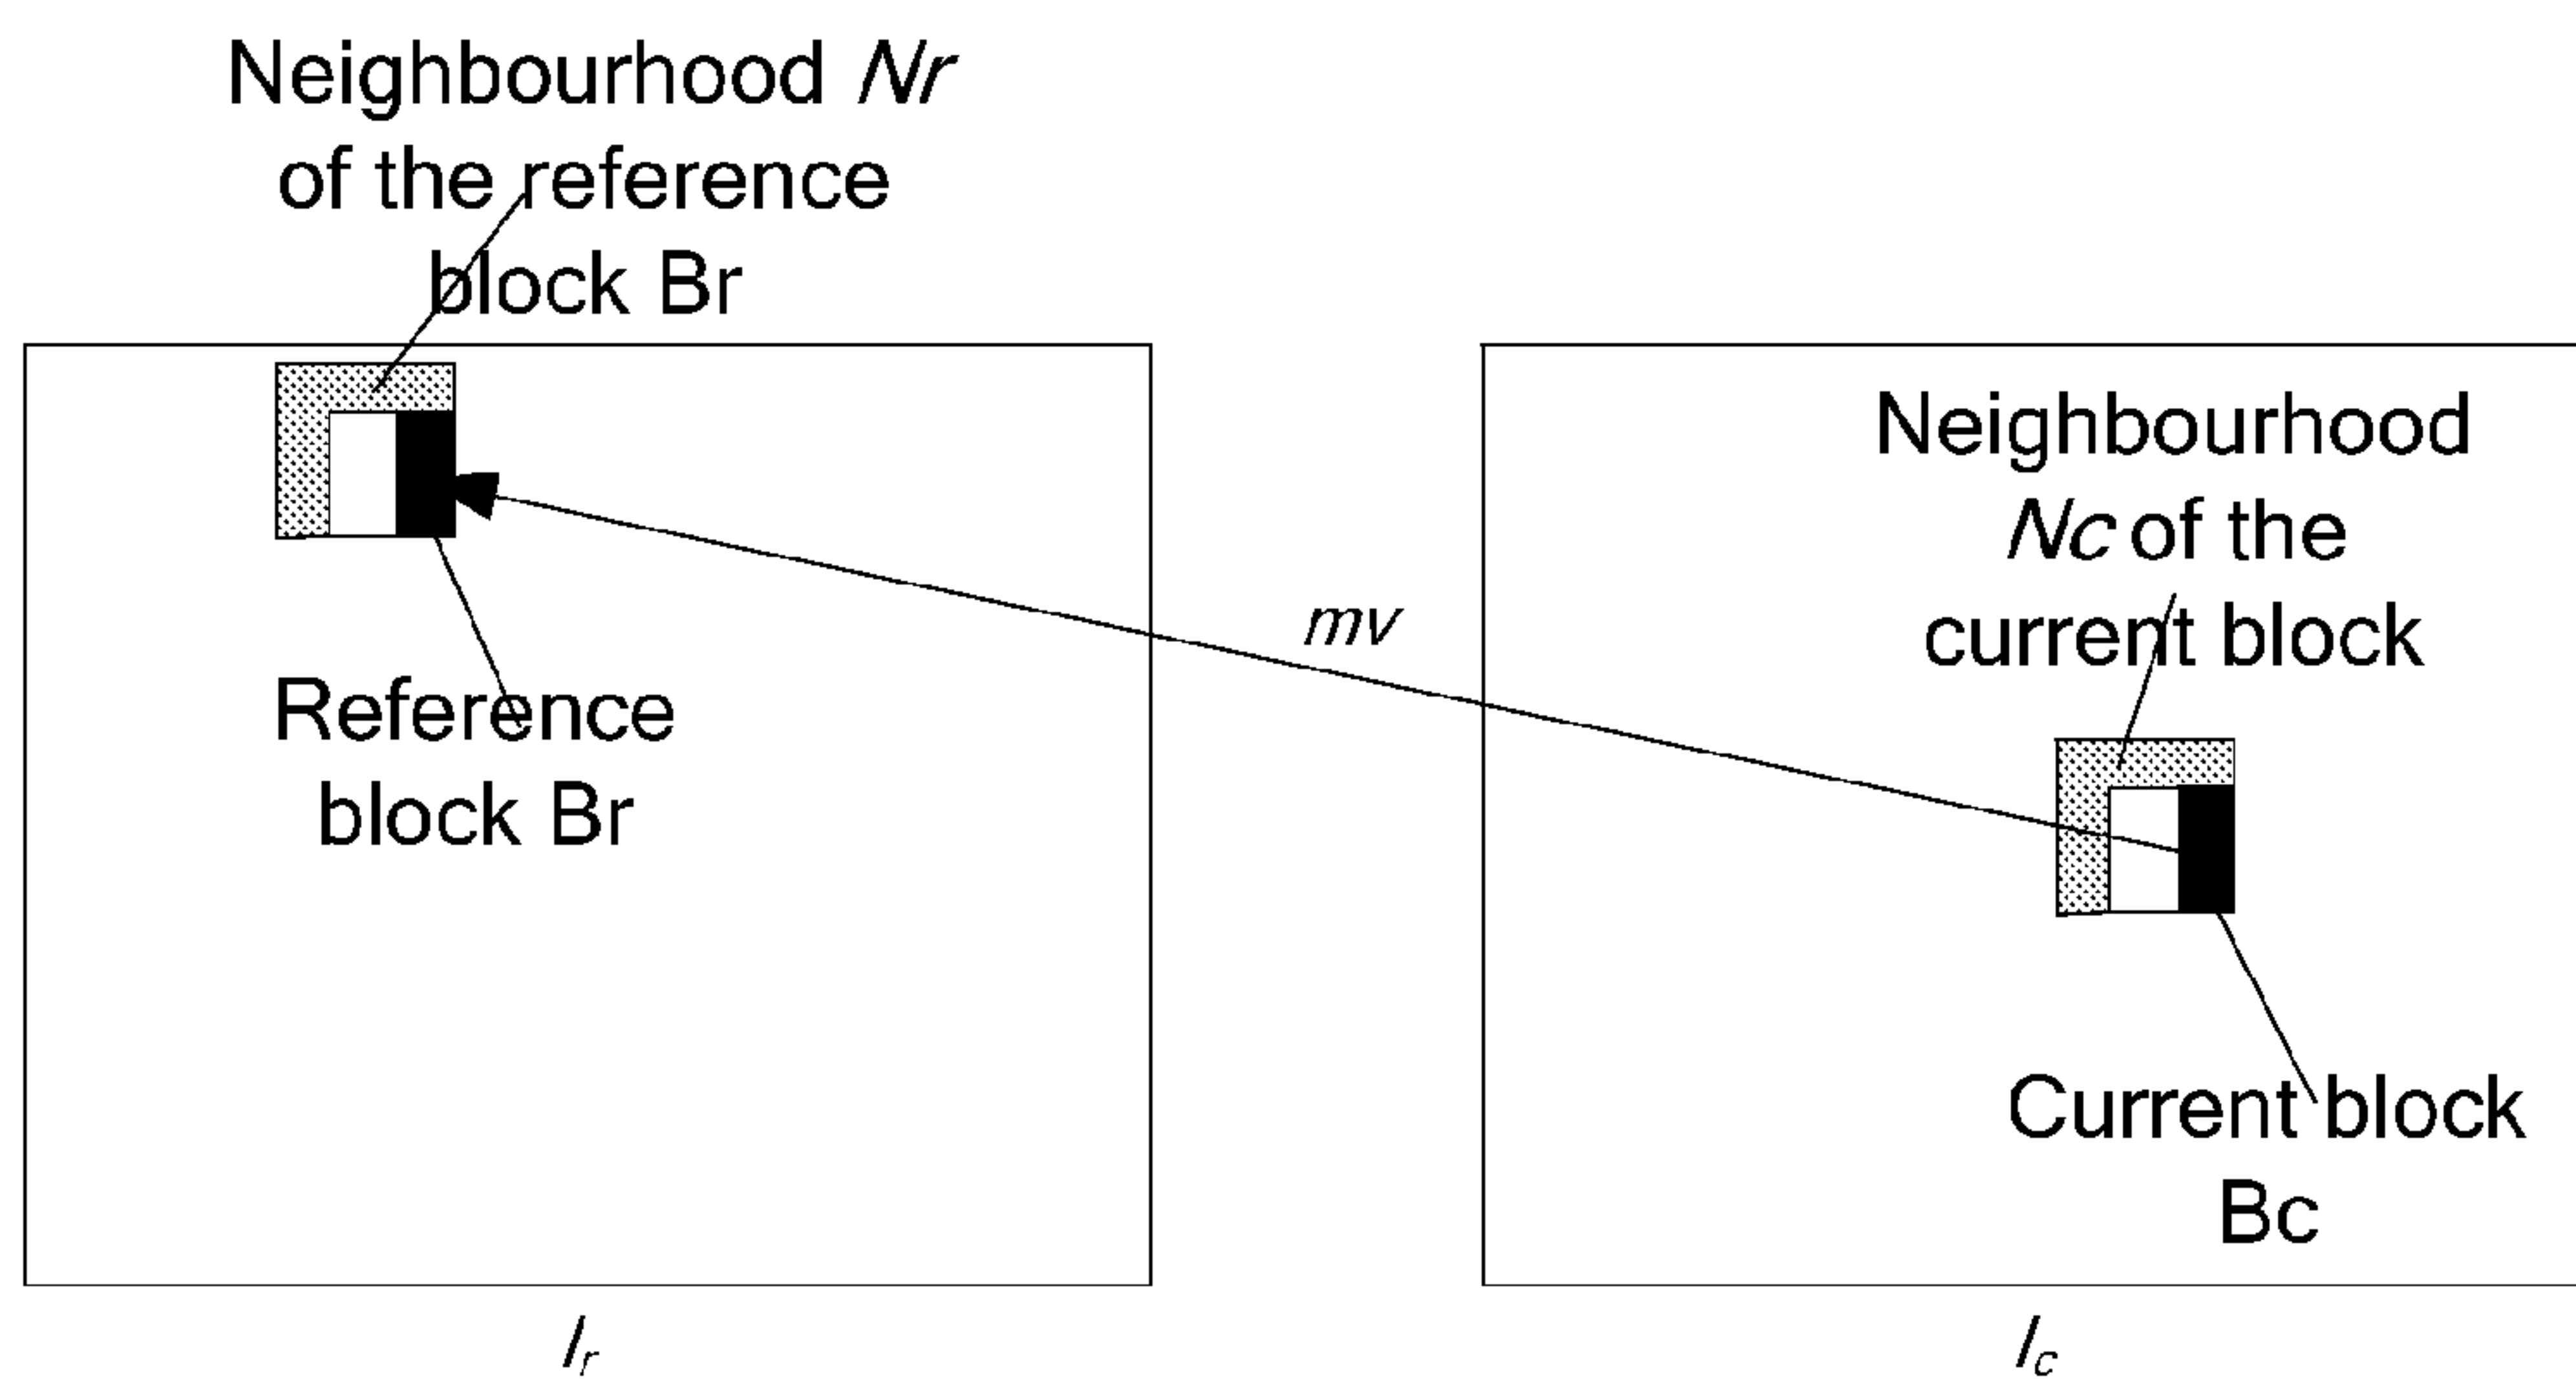 Neighbourhood Nr
of the reference
block Br
Neighbourhood
Nc of the
current block
mv
Reference
block Br
Current block
Bc
Ir
Ic